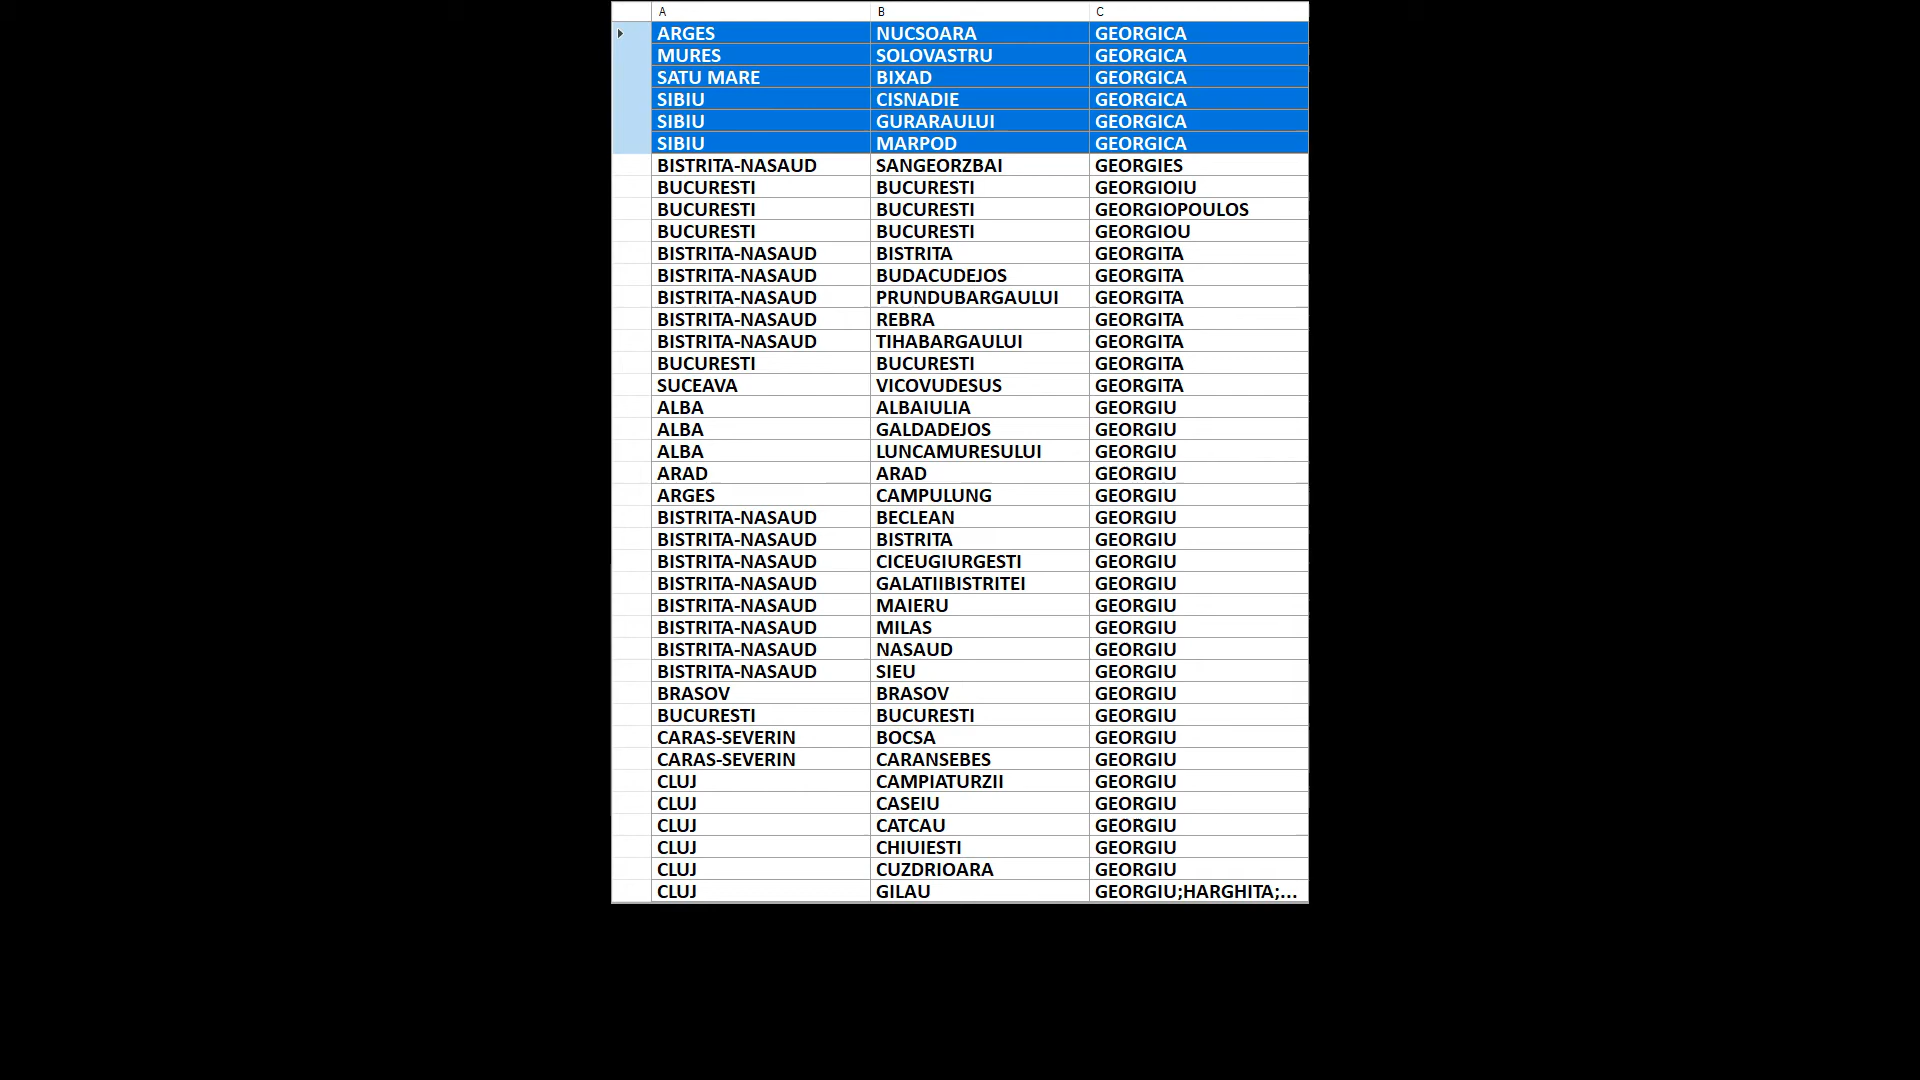 A B C
ARGES NUCSOARA GEORGICA
MURES SOLOVASTRU GEORGICA
SATU MARE BIXAD GEORGICA
SIBIU CISNADIE GEORGICA
SIBIU GURARAULUI GEORGICA
SIBIU MARPOD GEORGICA
BISTRITA-NASAUD SANGEORZBAI GEORGIES
BUCURESTI BUCURESTI GEORGIOIU
BUCURESTI BUCURESTI GEORGIOPOULOS
BUCURESTI BUCURESTI GEORGIOU
BISTRITA-NASAUD BISTRITA GEORGITA
BISTRITA-NASAUD BUDACUDEJOS GEORGITA
BISTRITA-NASAUD PRUNDUBARGAULUI GEORGITA
BISTRITA-NASAUD REBRA GEORGITA
BISTRITA-NASAUD TIHABARGAULUI GEORGITA
BUCURESTI BUCURESTI GEORGITA
SUCEAVA VICOVUDESUS GEORGITA
ALBA ALBAIULIA GEORGIU
ALBA GALDADEJOS GEORGIU
ALBA LUNCAMURESULUI GEORGIU
ARAD ARAD GEORGIU
ARGES CAMPULUNG GEORGIU
BISTRITA-NASAUD BECLEAN GEORGIU
BISTRITA-NASAUD BISTRITA GEORGIU
BISTRITA-NASAUD CICEUGIURGESTI GEORGIU
BISTRITA-NASAUD GALATIIBISTRITEI GEORGIU
BISTRITA-NASAUD MAIERU GEORGIU
BISTRITA-NASAUD MILAS GEORGIU
BISTRITA-NASAUD NASAUD GEORGIU
BISTRITA-NASAUD SIEU GEORGIU
BRASOV BRASOV GEORGIU
BUCURESTI BUCURESTI GEORGIU
CARAS-SEVERIN BOCSA GEORGIU
CARAS-SEVERIN CARANSEBES GEORGIU
CLUJ CAMPIATURZII GEORGIU
CLUJ CASEIU GEORGIU
CLUJ CATCAU GEORGIU
CLUJ CHIUIESTI GEORGIU
CLUJ CUZDRIOARA GEORGIU
CLUJ GILAU GEORGIU;HARGHITA;...